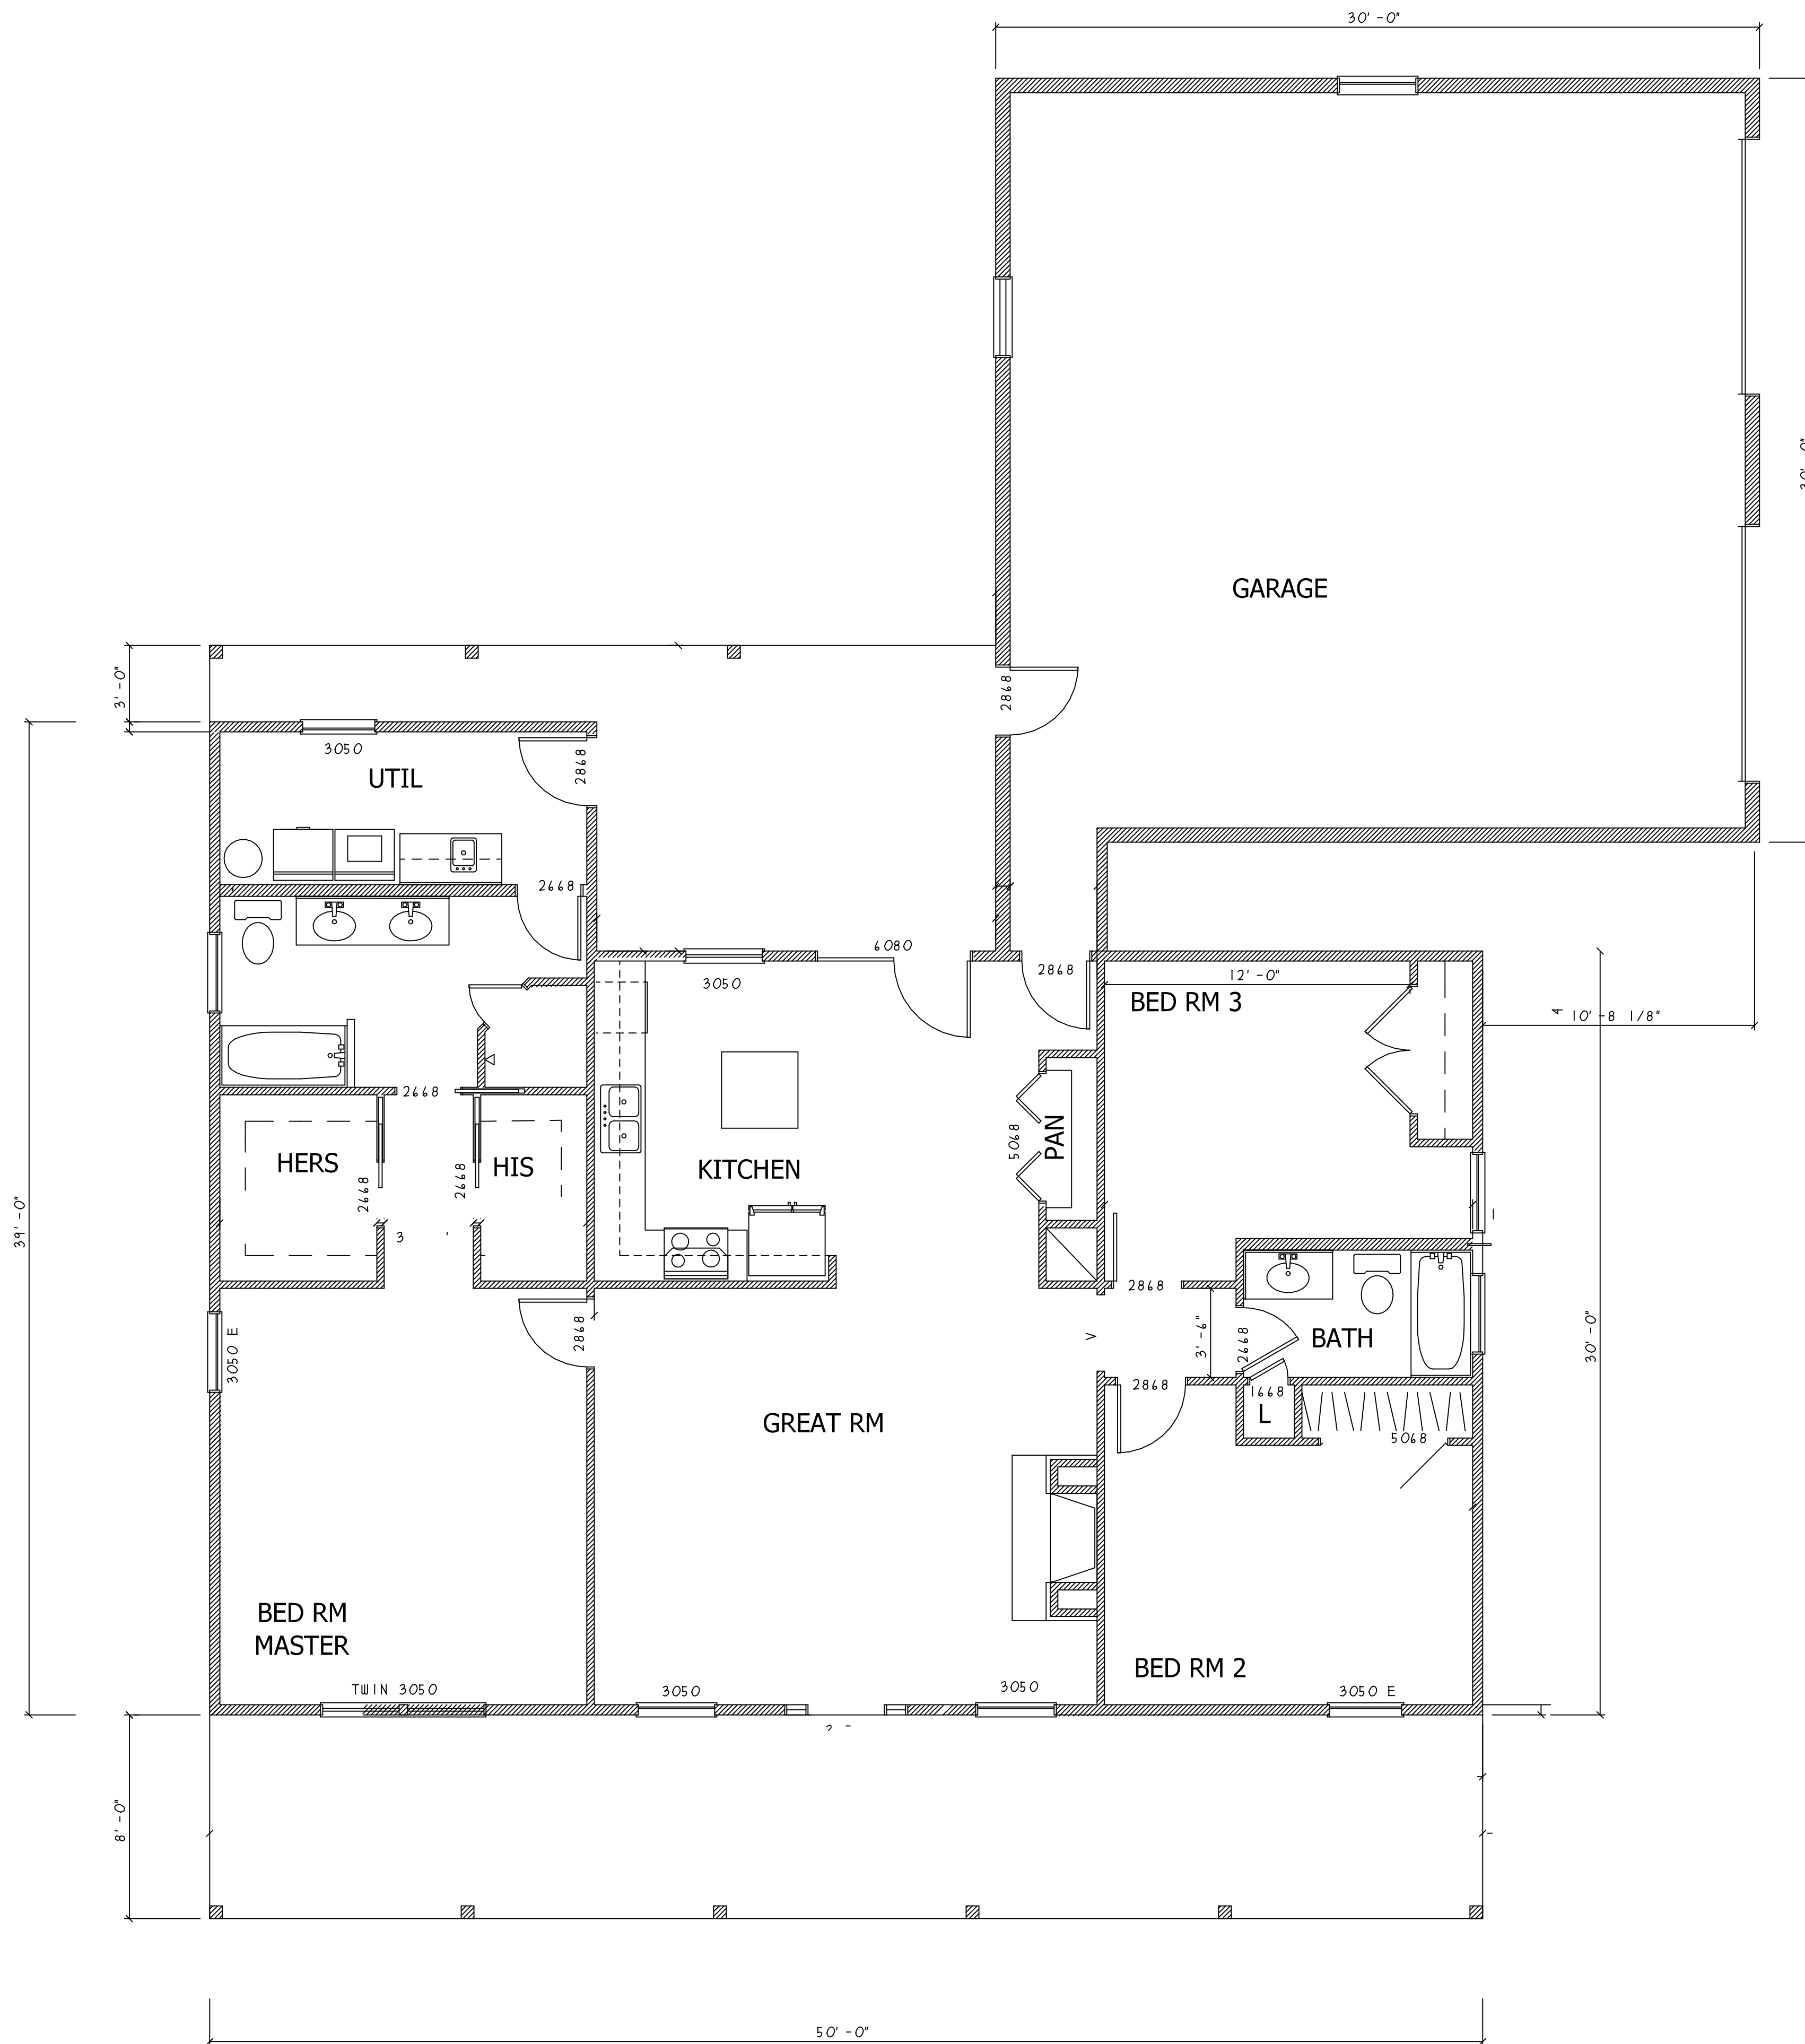 30' -0"
GARAGE
3' -0"
2868
3050
UTIL
2868
2668
6080
3050
2868
12' -0"
BED RM 3
10' -8 1/8"
4
2668
HERS
HIS
2668
2668
KITCHEN
5068
PAN
39' -0"
3
2868
3' -6"
2668
BATH
30' -0"
3050 E
2868
2868
1668
L
5068
GREAT RM
BED RM
MASTER
BED RM 2
TWIN 3050
3050
3050
3050 E
8' -0"
50' -0"